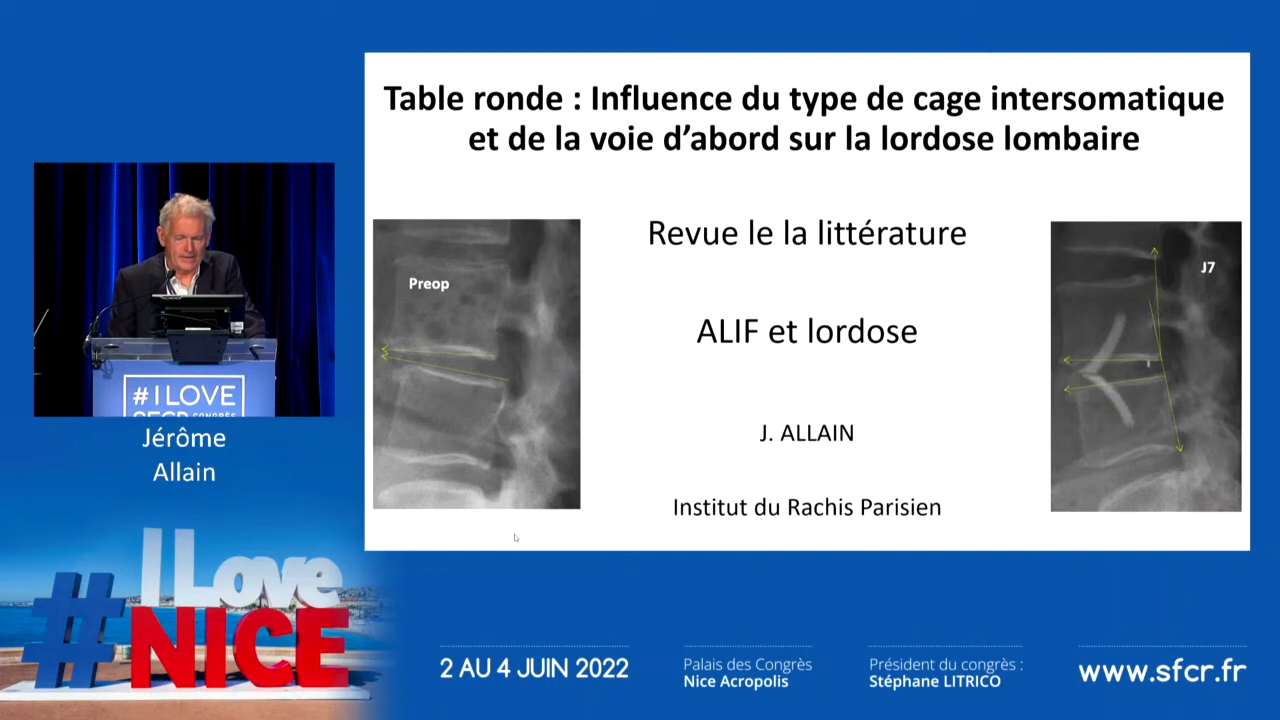 Table ronde : Influence du type de cage intersomatique
et de la voie d'abord sur la lordose lombaire
Revue le la littérature
Preop
J7
ALIF et lordose
J. ALLAIN
Institut du Rachis Parisien
#I LOVE
SFCR CONGRÈS
Jérôme
Allain
# I Love
NICE
2 AU 4 JUIN 2022
Palais des Congrès
Nice Acropolis
Président du congrès :
Stéphane LITRICO
www.sfcr.fr